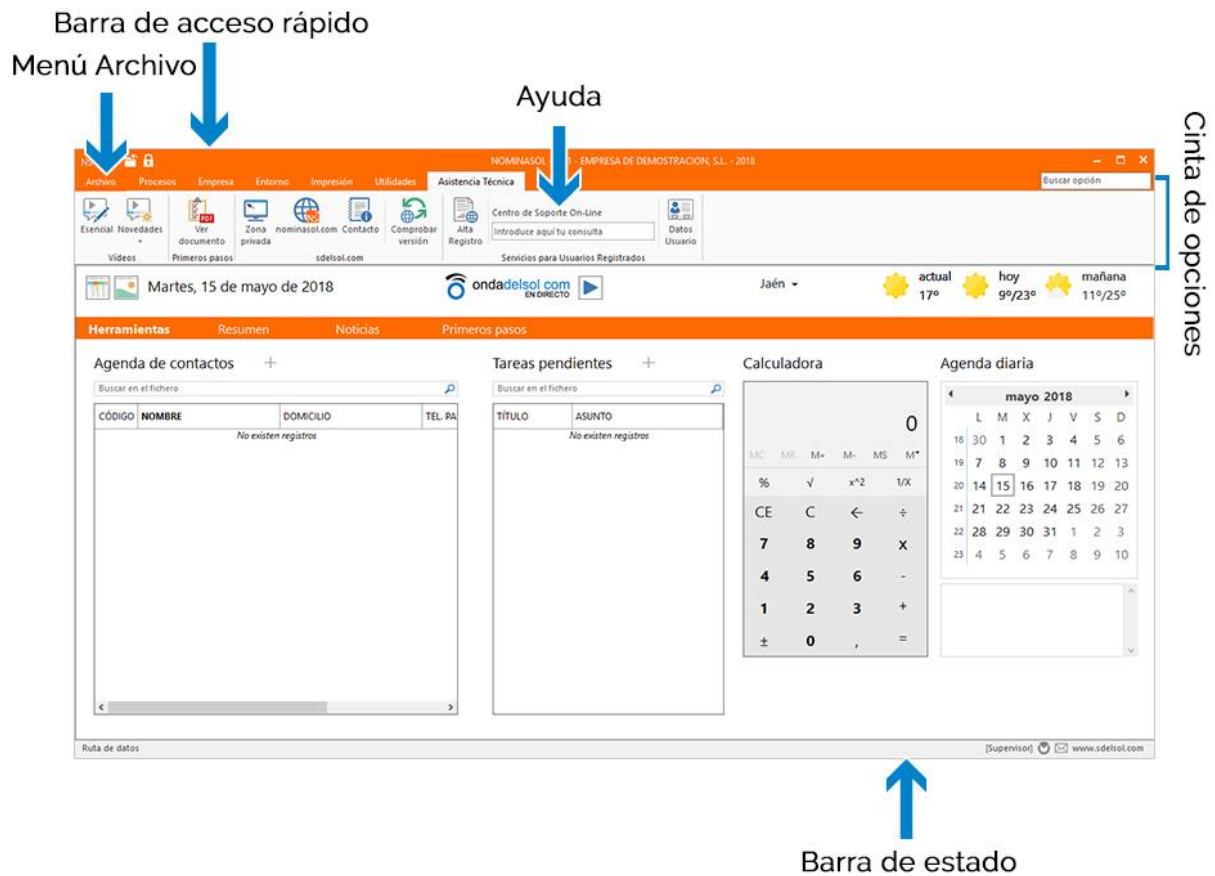 Barra de acceso rápido
Menú Archivo
Ayuda
Cinta de opciones
EMPRESA DE DEMOSTRACION, S.L. - 2018
Archivo Procesos Empresa Entorno Impresión Utilidades Asistencia Técnica
Buscar opción
Esencial Novedades
Ver documento
Zona privada
nominasol.com
Contacto
Comprobar versión
Alta Registro
Centro de Soporte On-Line
Introduce aquí tu consulta
Datos Usuario
Vídeos
Primeros pasos
sdelsol.com
Servicios para Usuarios Registrados
Martes, 15 de mayo de 2018
ondadelsol.com
EN DIRECTO
Jaén
actual
17º
hoy
9º/23º
mañana
11º/25º
Herramientas Resumen Noticias Primeros pasos
Agenda de contactos +
Buscar en el fichero
CÓDIGO NOMBRE DOMICILIO TEL. PA
No existen registros
Tareas pendientes +
Buscar en el fichero
TÍTULO ASUNTO
No existen registros
Calculadora
0
MC MR M+ M- MS M▾
% √ x^2 1/X
CE C ← ÷
7 8 9 x
4 5 6 -
1 2 3 +
± 0 , =
Agenda diaria
mayo 2018
L M X J V S D
18 30 1 2 3 4 5 6
19 7 8 9 10 11 12 13
20 14 15 16 17 18 19 20
21 21 22 23 24 25 26 27
22 28 29 30 31 1 2 3
23 4 5 6 7 8 9 10
Ruta de datos
[Supervisor] www.sdelsol.com
Barra de estado